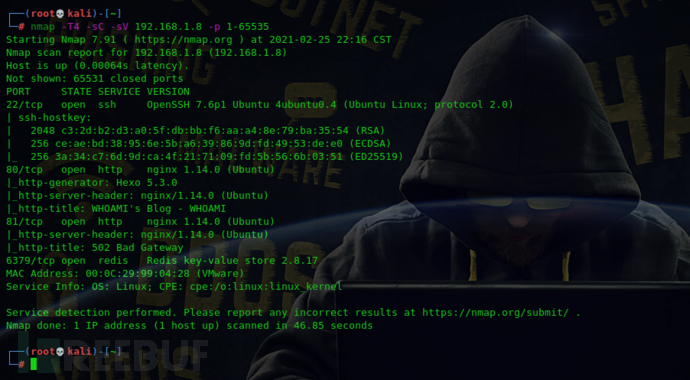 ┌──(root💀kali)-[~]
└─# nmap -T4 -sC -sV 192.168.1.8 -p 1-65535
Starting Nmap 7.91 ( https://nmap.org ) at 2021-02-25 22:16 CST
Nmap scan report for 192.168.1.8 (192.168.1.8)
Host is up (0.00064s latency).
Not shown: 65531 closed ports
PORT     STATE SERVICE VERSION
22/tcp   open  ssh     OpenSSH 7.6p1 Ubuntu 4ubuntu0.4 (Ubuntu Linux; protocol 2.0)
| ssh-hostkey:
|   2048 c3:2d:b2:d3:a0:5f:db:bb:f6:aa:a4:8e:79:ba:35:54 (RSA)
|   256 ce:ae:bd:38:95:6e:5b:a6:39:86:9d:fd:49:53:de:e0 (ECDSA)
|_  256 3a:34:c7:6d:9d:ca:4f:21:71:09:fd:5b:56:6b:03:51 (ED25519)
80/tcp   open  http    nginx 1.14.0 (Ubuntu)
|_http-generator: Hexo 5.3.0
|_http-server-header: nginx/1.14.0 (Ubuntu)
|_http-title: WHOAMI's Blog - WHOAMI
81/tcp   open  http    nginx 1.14.0 (Ubuntu)
|_http-server-header: nginx/1.14.0 (Ubuntu)
|_http-title: 502 Bad Gateway
6379/tcp open  redis   Redis key-value store 2.8.17
MAC Address: 00:0C:29:99:04:28 (VMware)
Service Info: OS: Linux; CPE: cpe:/o:linux:linux_kernel

Service detection performed. Please report any incorrect results at https://nmap.org/submit/ .
Nmap done: 1 IP address (1 host up) scanned in 46.85 seconds

┌──(root💀kali)-[~]
└─#
REEBUF